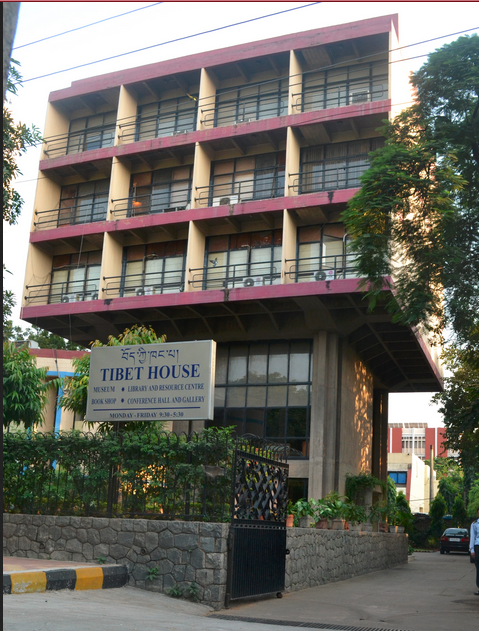 བོད་ཀྱི་ཁང་པ།
TIBET HOUSE
MUSEUM • LIBRARY AND RESOURCE CENTRE
BOOK SHOP • CONFERENCE HALL AND GALLERY
MONDAY - FRIDAY 9:30 - 5:30